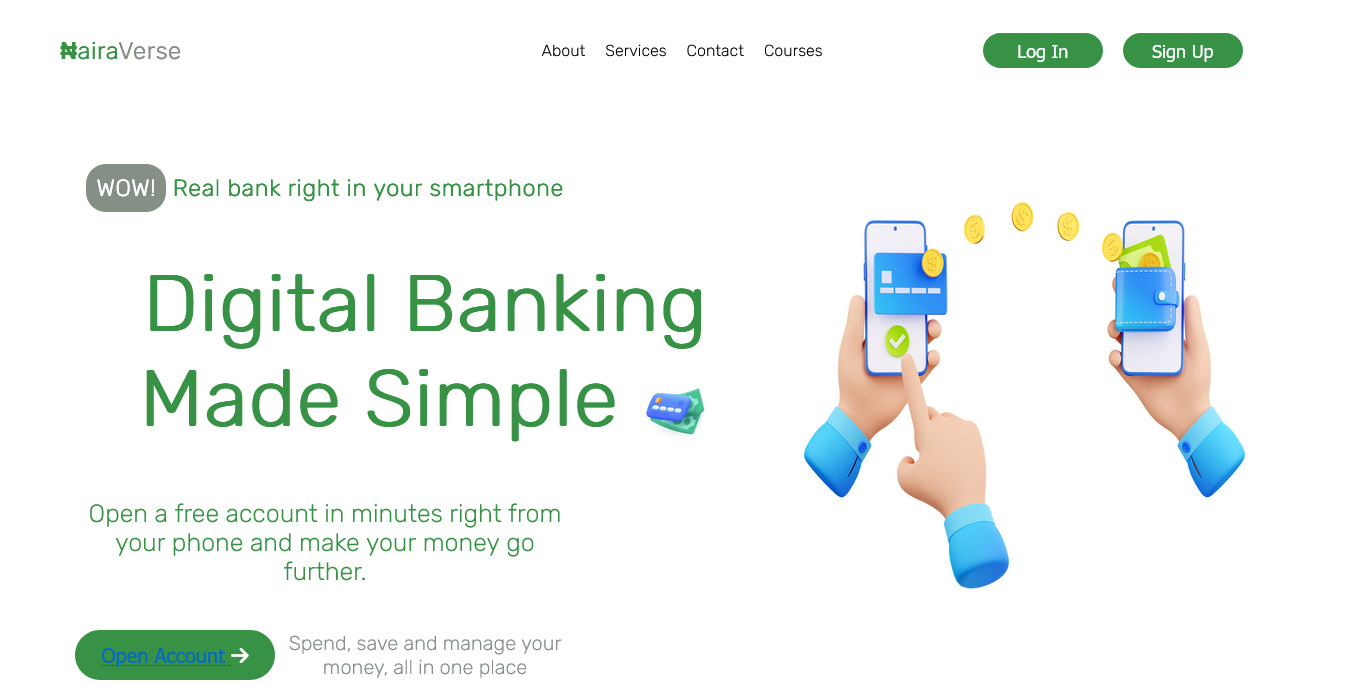 ₦airaVerse
About Services Contact Courses
Log In
Sign Up
WOW! Real bank right in your smartphone
Digital Banking
Made Simple
Open a free account in minutes right from
your phone and make your money go
further.
Open Account
Spend, save and manage your
money, all in one place